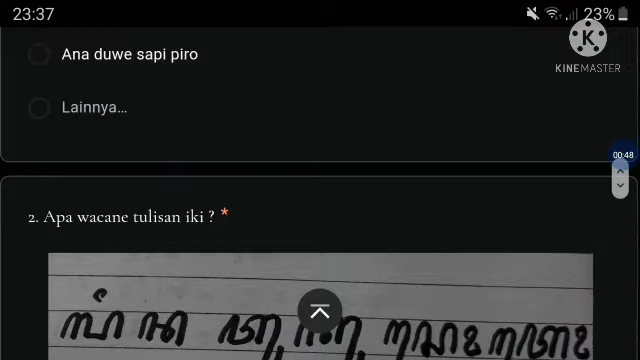 23:37
23%
Ana duwe sapi piro
KINEMASTER
Lainnya...
00:48
2. Apa wacane tulisan iki ? *